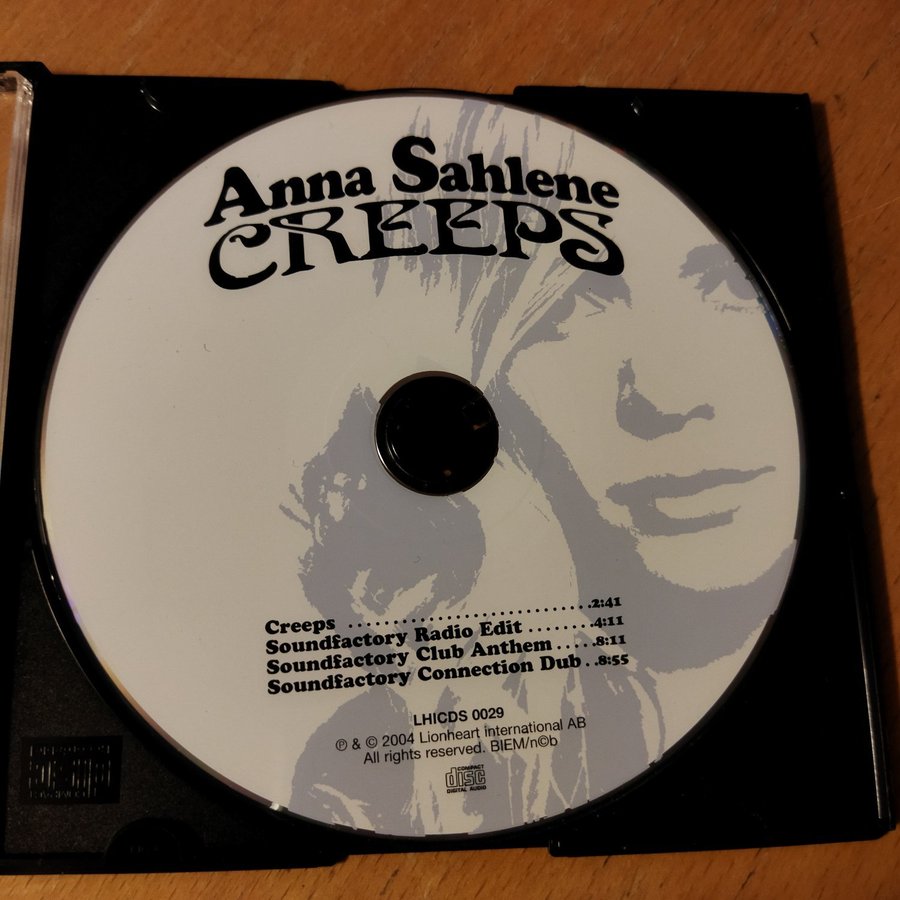 Anna Sahlene
CREEPS
Creeps ..............................2:41
Soundfactory Radio Edit ........4:11
Soundfactory Club Anthem .....8:11
Soundfactory Connection Dub ..8:55
LHICDS 0029
℗ & © 2004 Lionheart international AB
All rights reserved. BIEM/n©b
COMPACT
disc
DIGITAL AUDIO